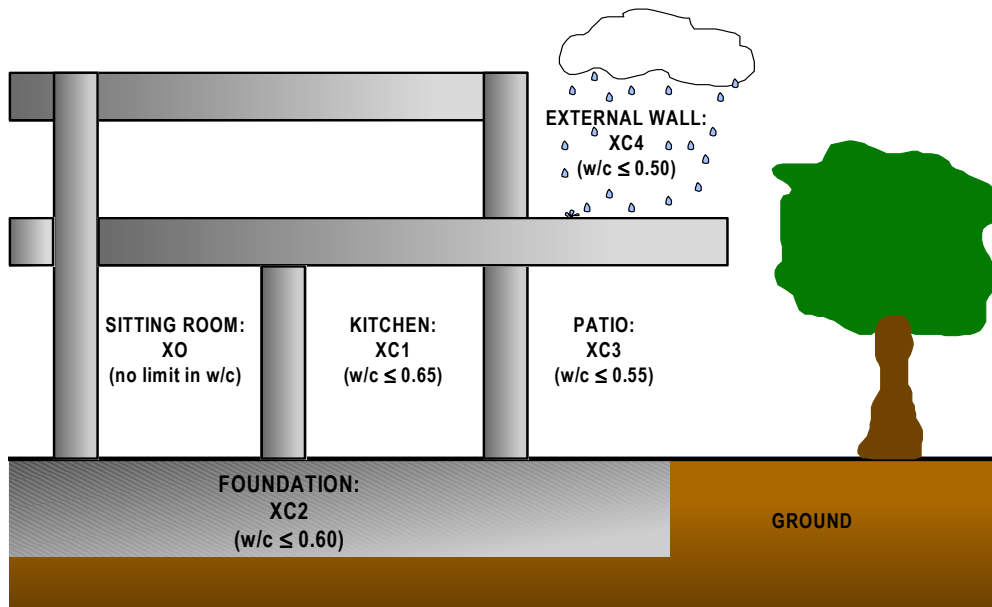 EXTERNAL WALL:
XC4
(w/c ≤ 0.50)
SITTING ROOM:
XO
(no limit in w/c)
KITCHEN:
XC1
(w/c ≤ 0.65)
PATIO:
XC3
(w/c ≤ 0.55)
FOUNDATION:
XC2
(w/c ≤ 0.60)
GROUND